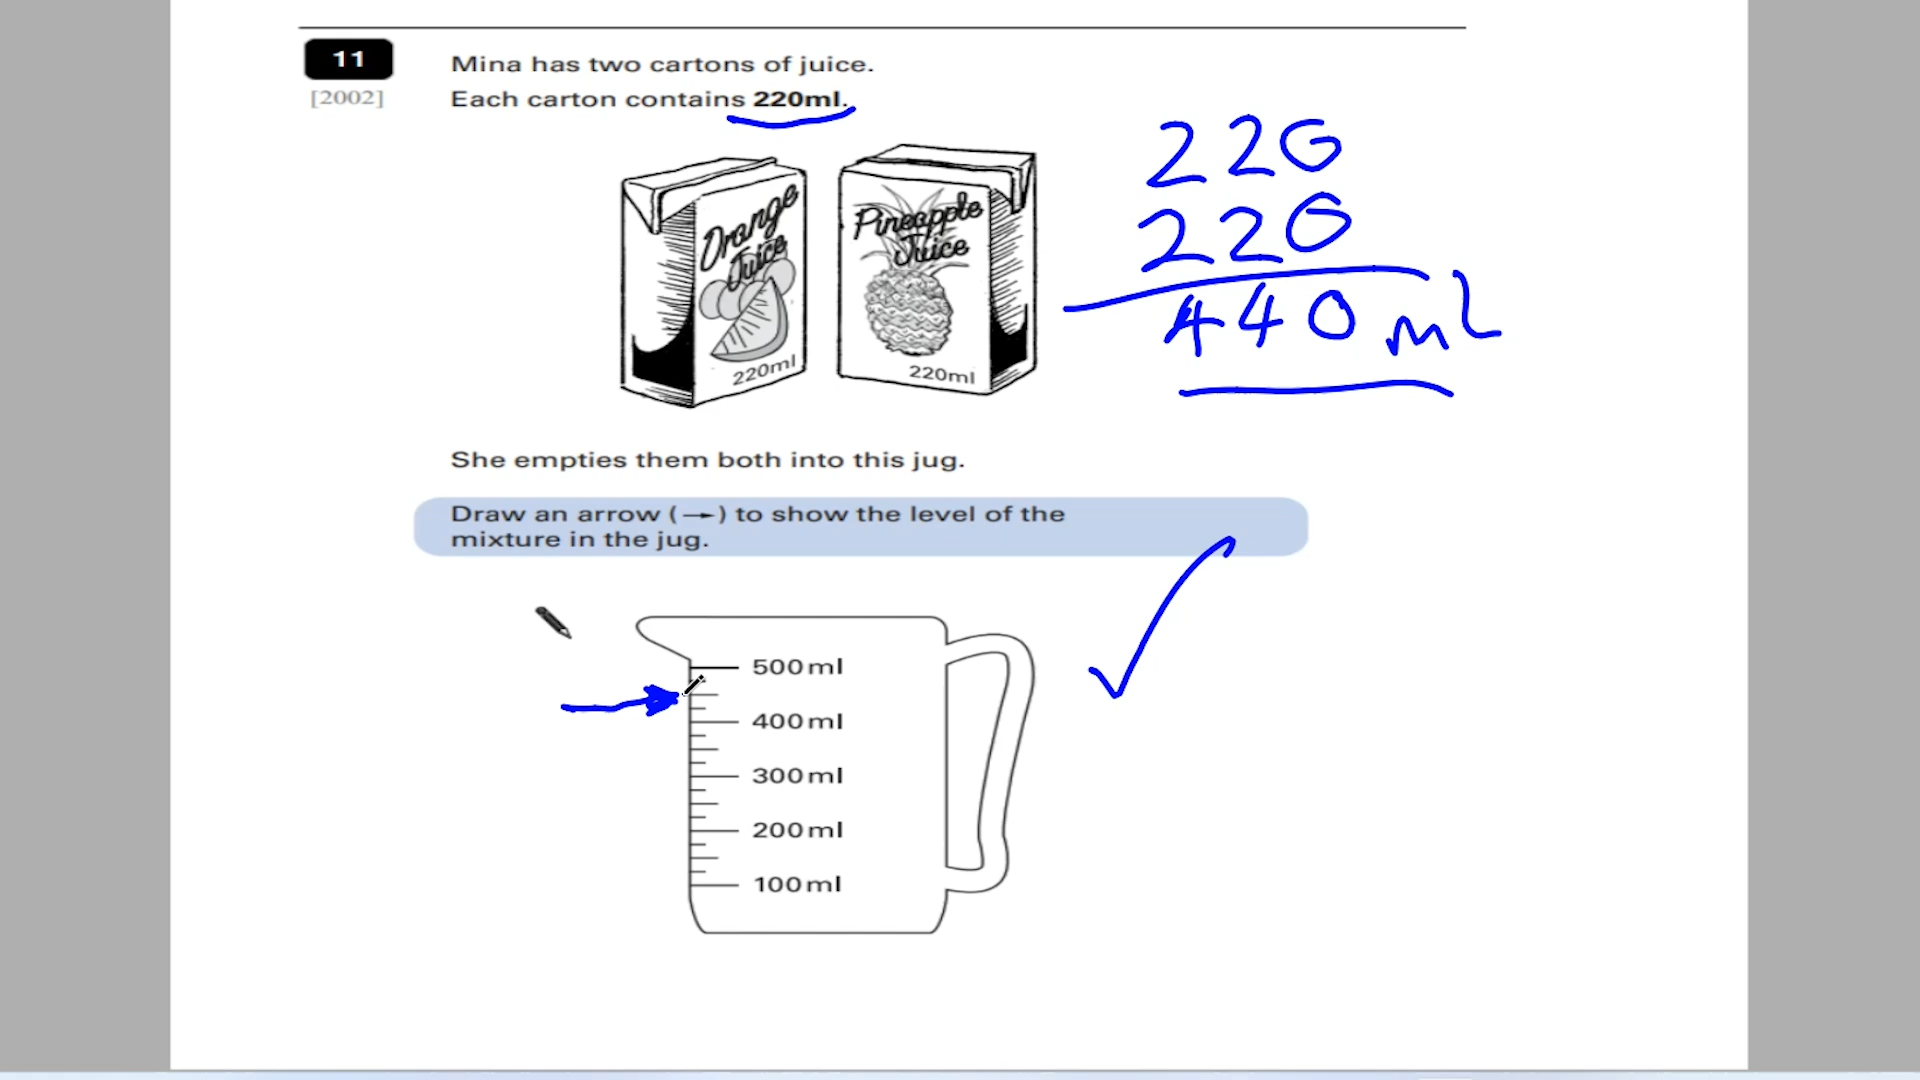 11
[2002]
Mina has two cartons of juice.
Each carton contains 220ml.
Orange
Juice
220ml
Pineapple
Juice
220ml
220
220
440 ml
She empties them both into this jug.
Draw an arrow (→) to show the level of the
mixture in the jug.
500ml
400ml
300ml
200ml
100ml